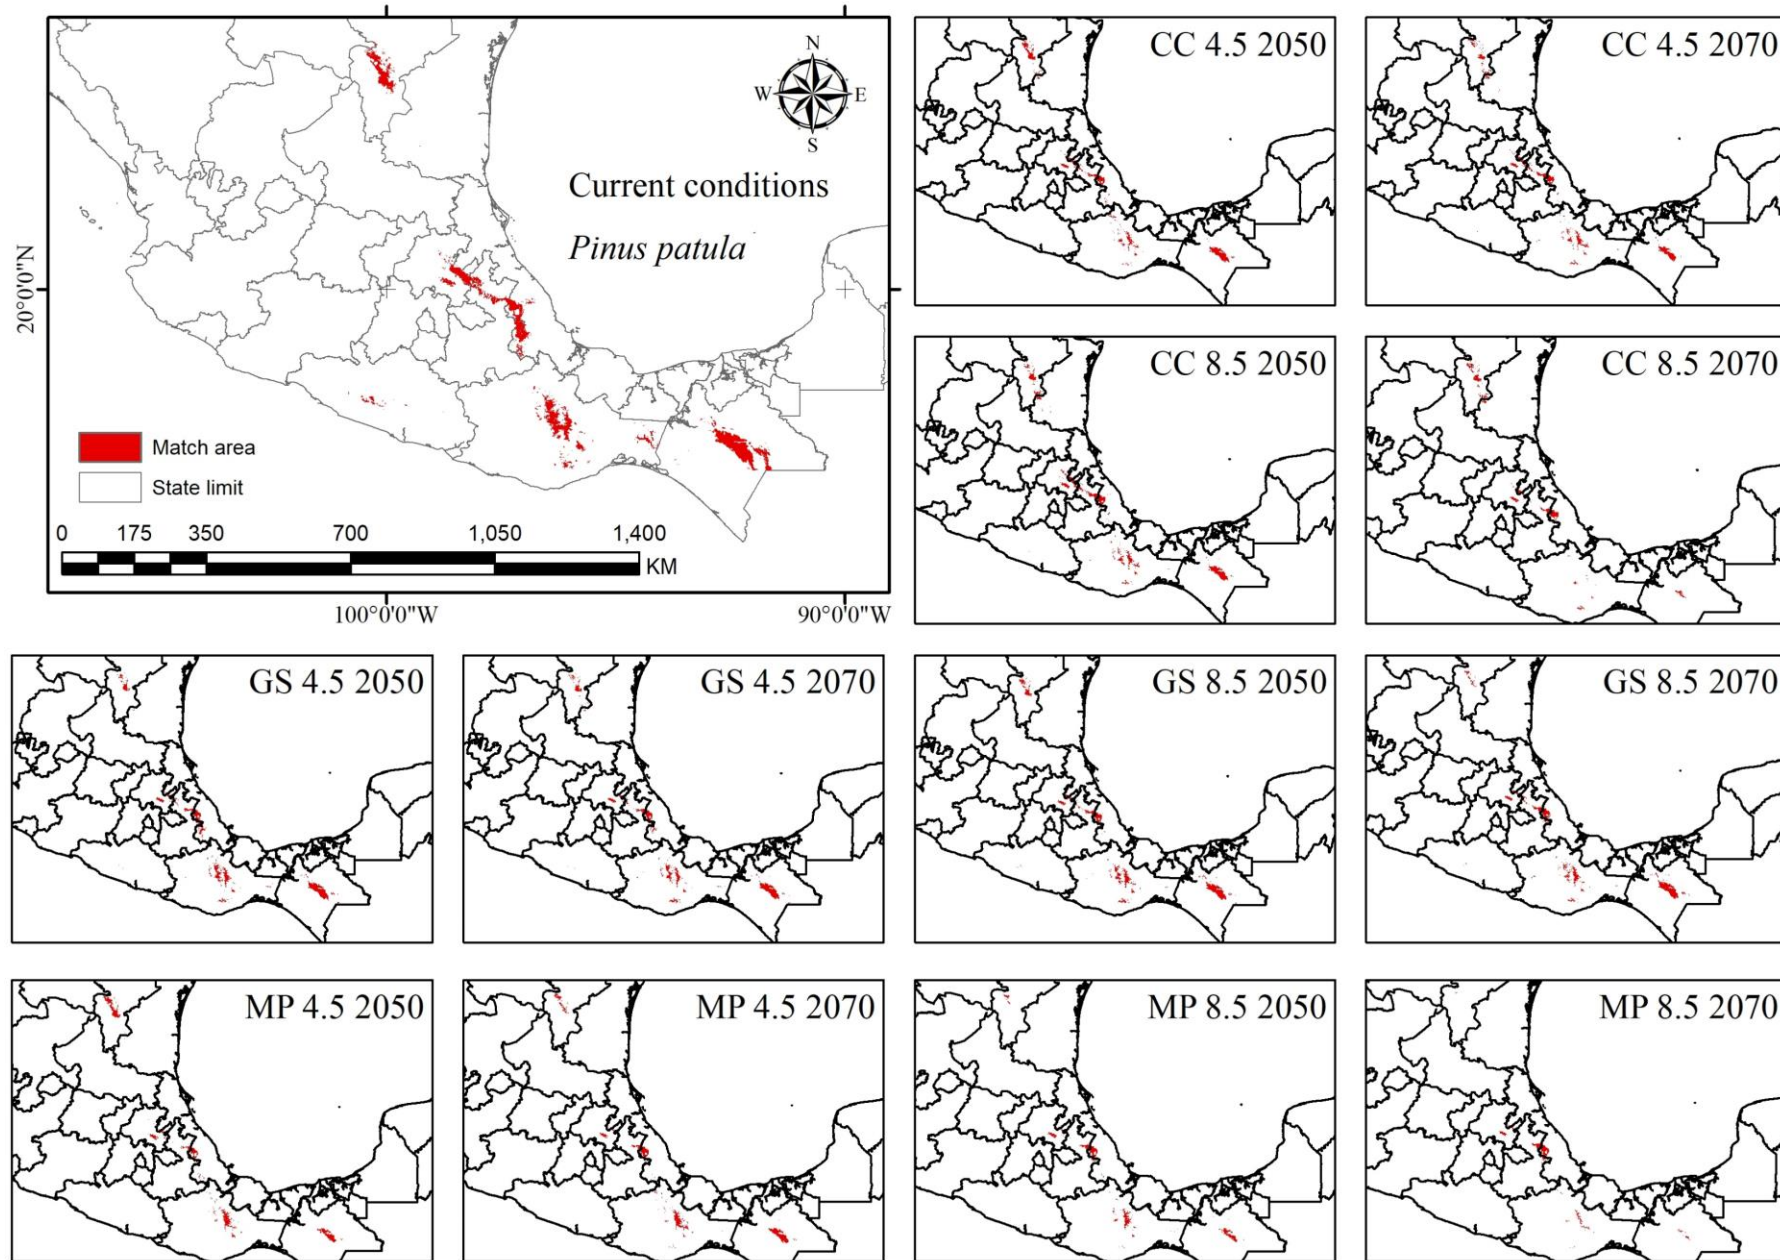 N
W E
S
Current conditions
Pinus patula
20°0'0"N
Match area
State limit
0 175 350 700 1,050 1,400
KM
100°0'0"W 90°0'0"W
CC 4.5 2050
CC 4.5 2070
CC 8.5 2050
CC 8.5 2070
GS 4.5 2050
GS 4.5 2070
GS 8.5 2050
GS 8.5 2070
MP 4.5 2050
MP 4.5 2070
MP 8.5 2050
MP 8.5 2070